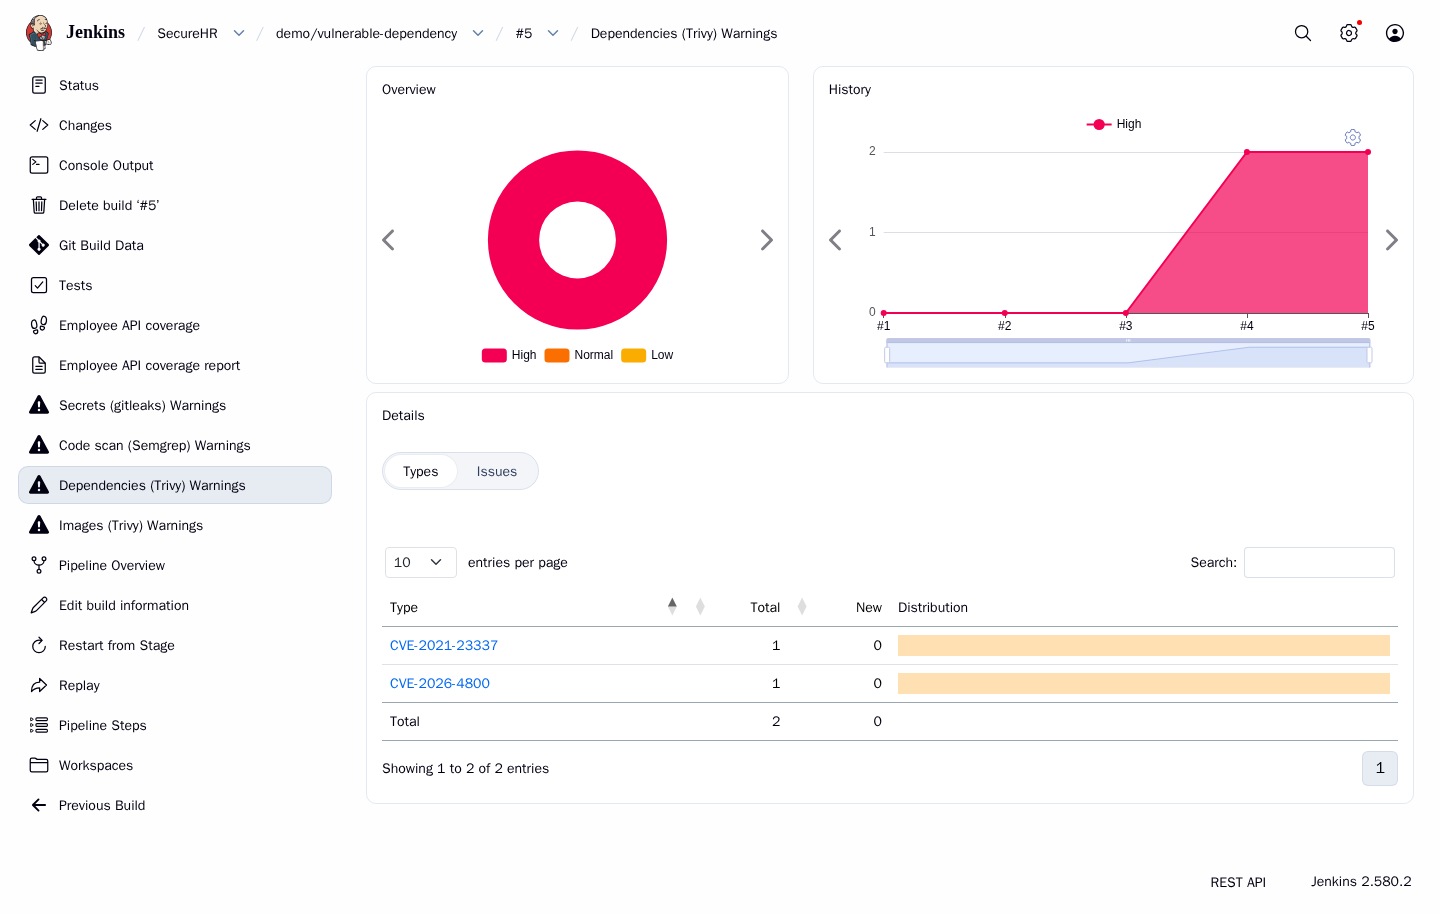 Jenkins / SecureHR / demo/vulnerable-dependency / #5 / Dependencies (Trivy) Warnings
Status
Changes
Console Output
Delete build ‘#5’
Git Build Data
Tests
Employee API coverage
Employee API coverage report
Secrets (gitleaks) Warnings
Code scan (Semgrep) Warnings
Dependencies (Trivy) Warnings
Images (Trivy) Warnings
Pipeline Overview
Edit build information
Restart from Stage
Replay
Pipeline Steps
Workspaces
Previous Build
Overview
High Normal Low
History
High
2
1
0
#1 #2 #3 #4 #5
Details
Types Issues
10 entries per page
Search:
Type Total New Distribution
CVE-2021-23337 1 0
CVE-2026-4800 1 0
Total 2 0
Showing 1 to 2 of 2 entries
1
REST API Jenkins 2.580.2